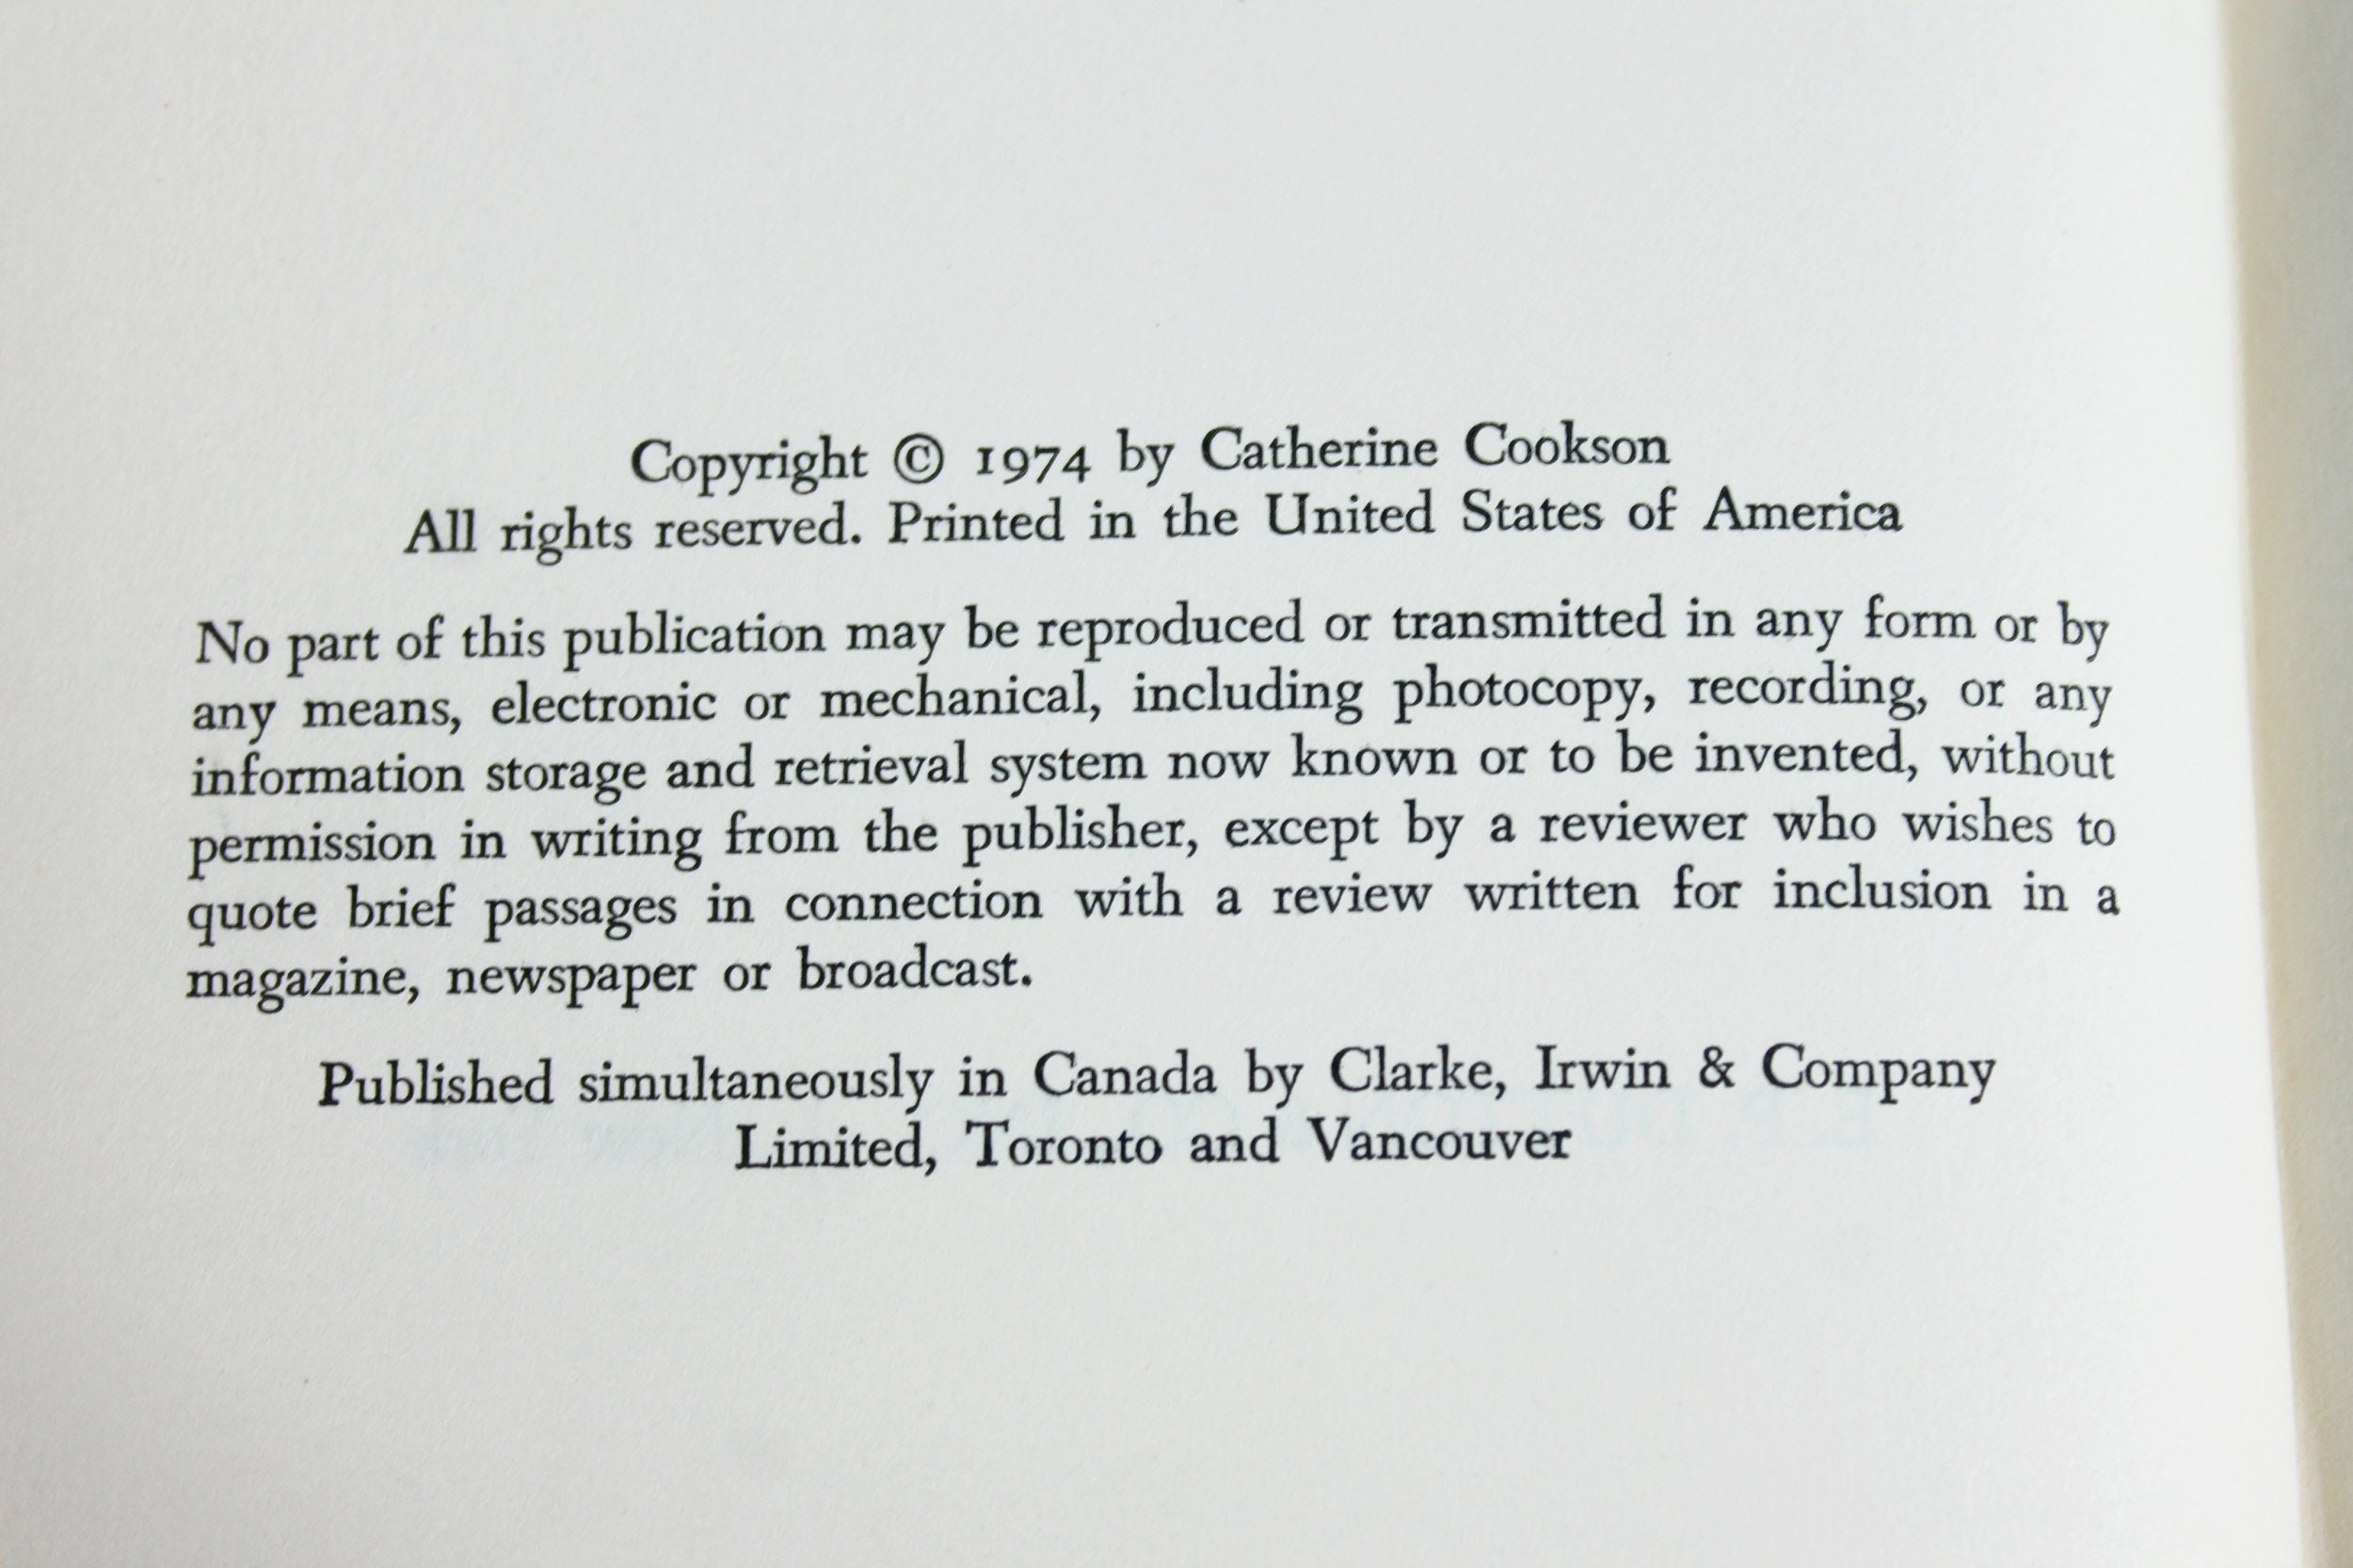 Copyright © 1974 by Catherine Cookson
All rights reserved. Printed in the United States of America
No part of this publication may be reproduced or transmitted in any form or by
any means, electronic or mechanical, including photocopy, recording, or any
information storage and retrieval system now known or to be invented, without
permission in writing from the publisher, except by a reviewer who wishes to
quote brief passages in connection with a review written for inclusion in a
magazine, newspaper or broadcast.
Published simultaneously in Canada by Clarke, Irwin & Company
Limited, Toronto and Vancouver